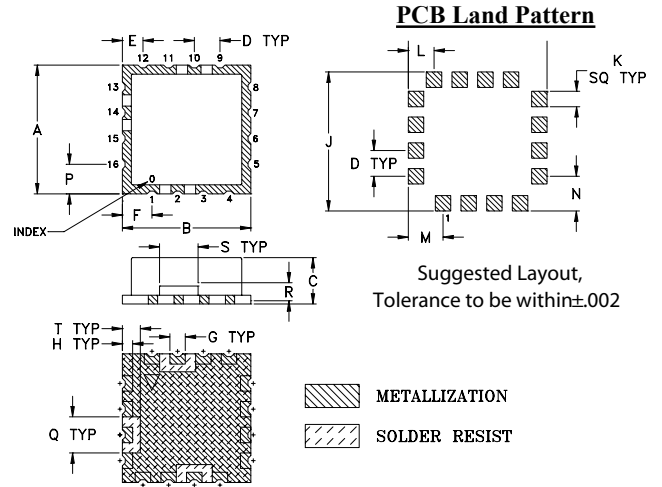 PCB Land Pattern
E
D TYP
12 11 10 9
13
14
15
16
8
7
6
5
A
P
0
1 2 3 4
F
B
INDEX
L
K
SQ TYP
J
D TYP
N
M
1
S TYP
R
C
Suggested Layout,
Tolerance to be within±.002
T TYP
H TYP
G TYP
Q TYP
METALLIZATION
SOLDER RESIST